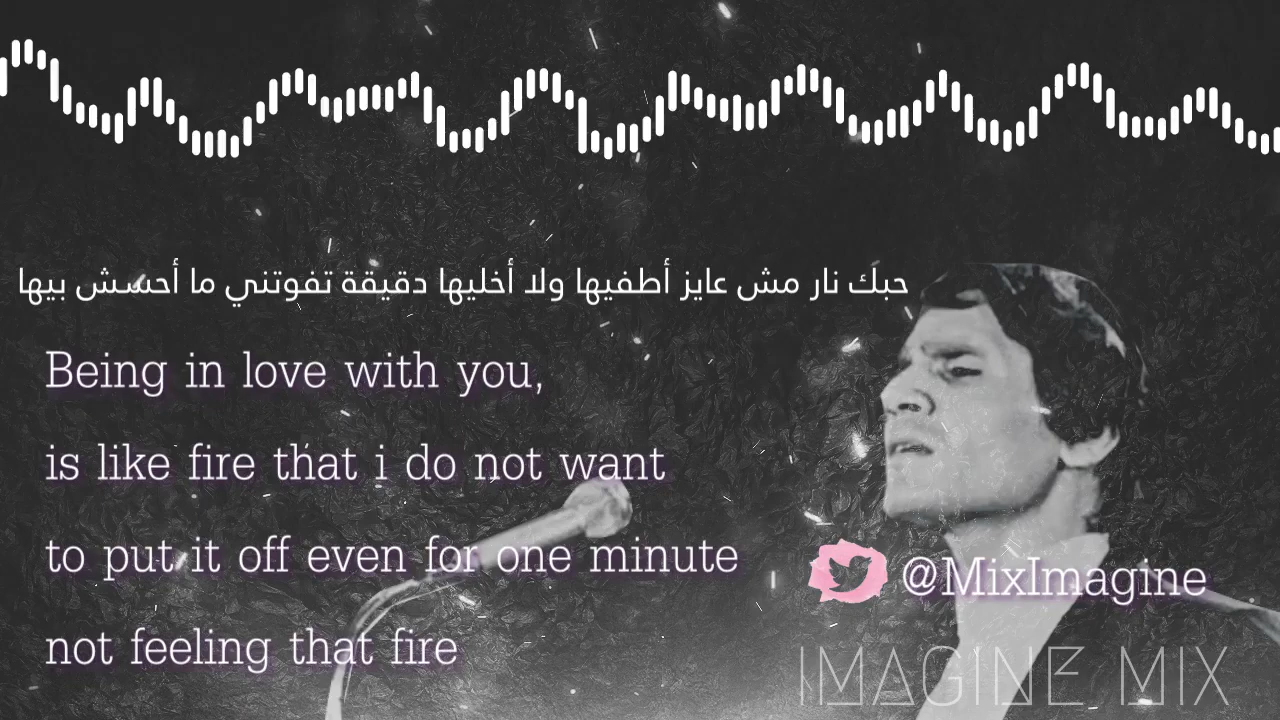 حبك نار مش عايز أطفيها ولا أخليها دقيقة تفوتني ما أحسش بيها
Being in love with you,
is like fire that i do not want
to put it off even for one minute
not feeling that fire
@MixImagine
IMAGINE MIX